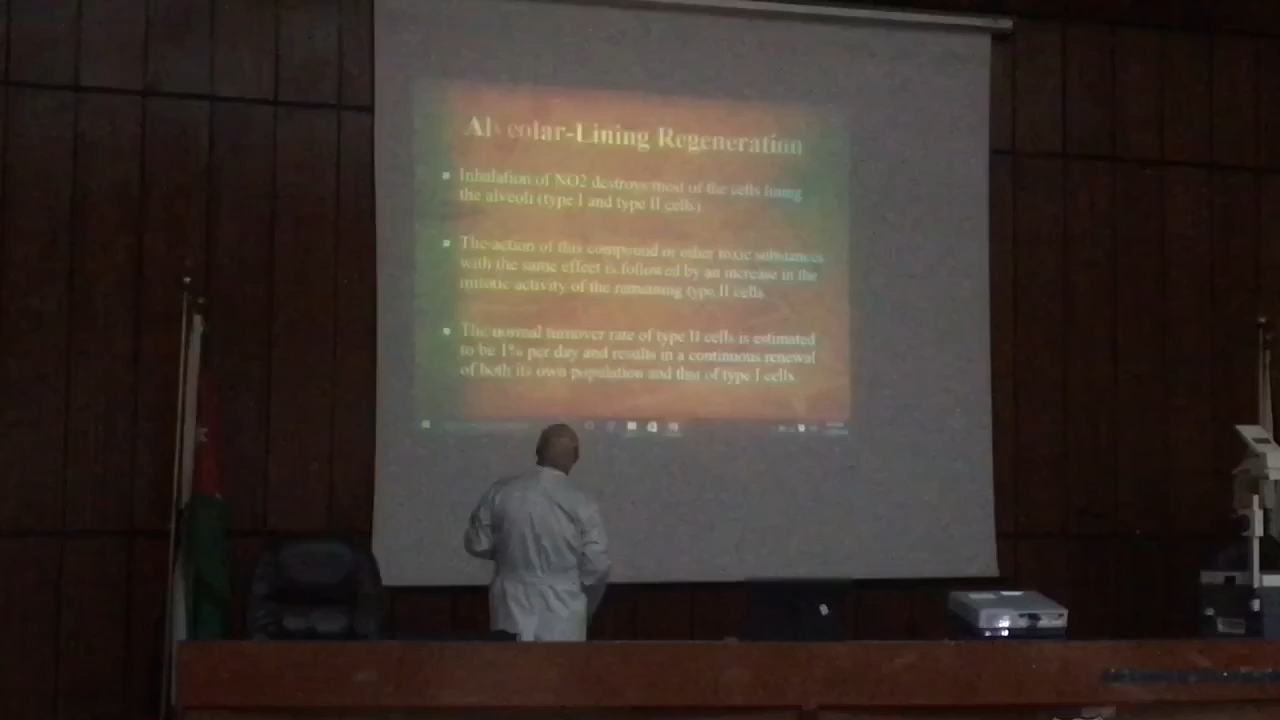 Alveolar-Lining Regeneration
Inhalation of NO2 destroys most of the cells lining
the alveoli (type I and type II cells).
The action of this compound or other toxic substances
with the same effect is followed by an increase in the
mitotic activity of the remaining type II cells.
The normal turnover rate of type II cells is estimated
to be 1% per day and results in a continuous renewal
of both its own population and that of type I cells.